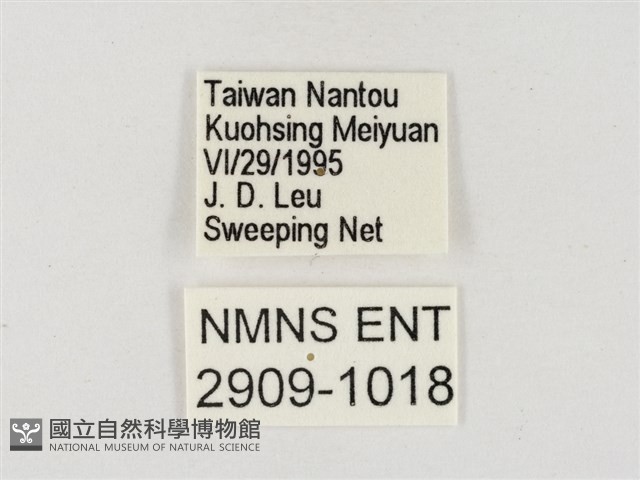 Taiwan Nantou
Kuohsing Meiyuan
VI/29/1995
J. D. Leu
Sweeping Net
NMNS ENT
2909-1018
國立自然科學博物館
NATIONAL MUSEUM OF NATURAL SCIENCE